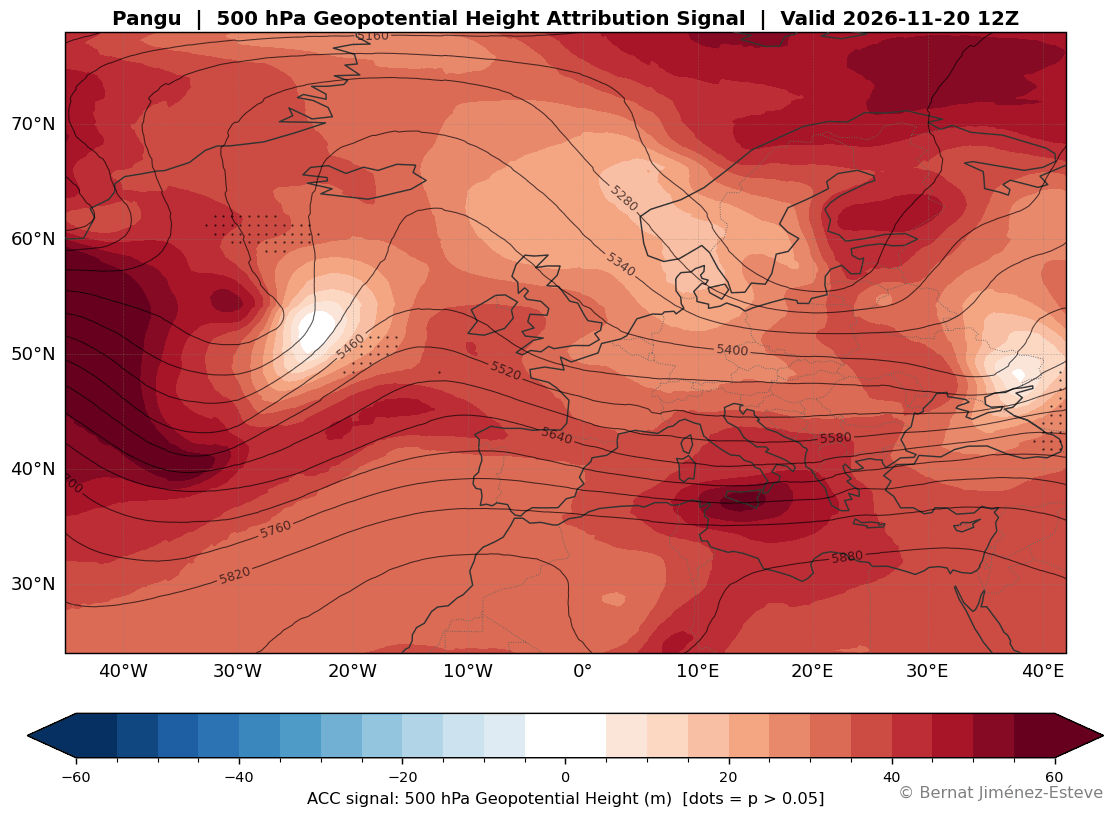 Pangu | 500 hPa Geopotential Height Attribution Signal | Valid 2026-11-20 12Z
5160
70°N
5280
60°N
5340
5460
50°N
5400
5520
5580
5640
40°N
700
5760
5880
5820
30°N
40°W 30°W 20°W 10°W 0° 10°E 20°E 30°E 40°E
−60 −40 −20 0 20 40 60
ACC signal: 500 hPa Geopotential Height (m) [dots = p > 0.05]
© Bernat Jiménez-Esteve